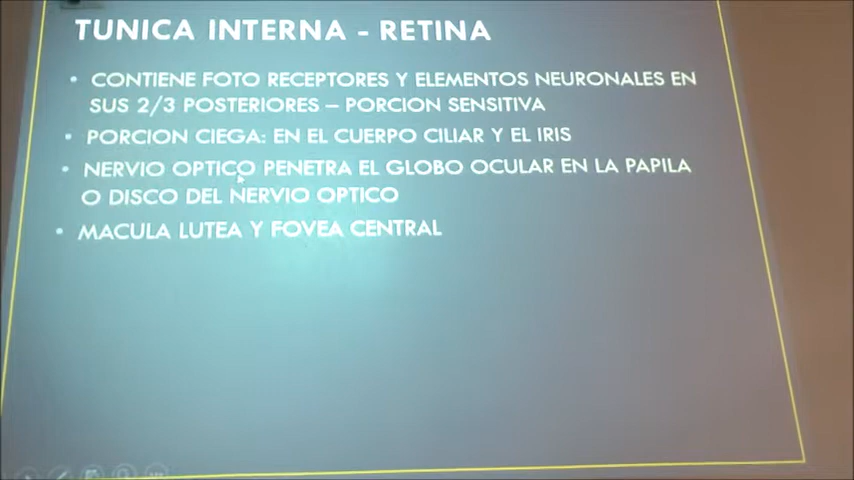 TUNICA INTERNA - RETINA
• CONTIENE FOTO RECEPTORES Y ELEMENTOS NEURONALES EN
SUS 2/3 POSTERIORES – PORCION SENSITIVA
• PORCION CIEGA: EN EL CUERPO CILIAR Y EL IRIS
• NERVIO OPTICO PENETRA EL GLOBO OCULAR EN LA PAPILA
O DISCO DEL NERVIO OPTICO
• MACULA LUTEA Y FOVEA CENTRAL